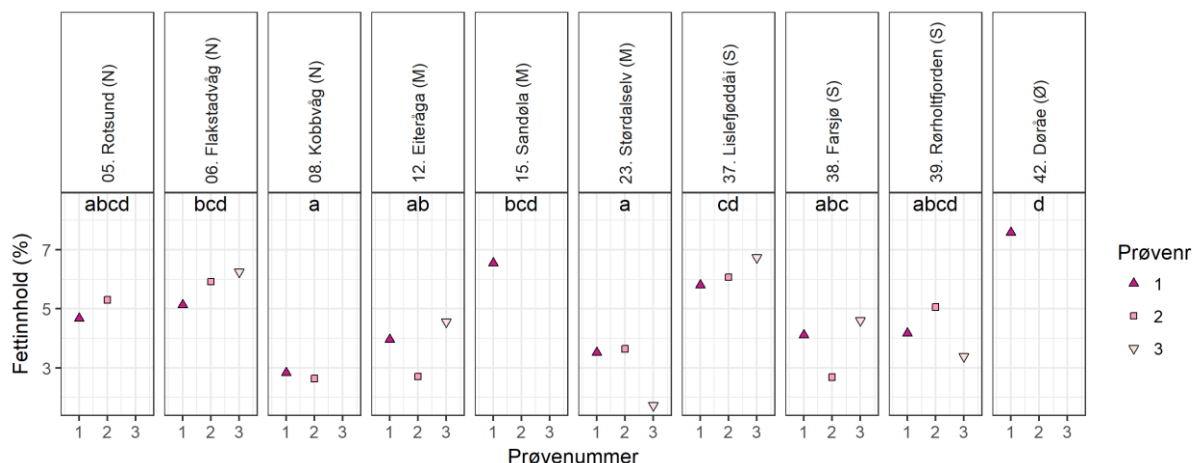 05. Rotsund (N)
06. Flakstadvåg (N)
08. Kobbvåg (N)
12. Eiteråga (M)
15. Sandøla (M)
23. Størdalselv (M)
37. Lislefjøddåi (S)
38. Farsjø (S)
39. Rørholtfjorden (S)
42. Døråe (Ø)
abcd bcd a ab bcd a cd abc abcd d
Fettinnhold (%)
7
5
3
1 2 3 1 2 3 1 2 3 1 2 3 1 2 3 1 2 3 1 2 3 1 2 3 1 2 3 1 2 3
Prøvenummer
Prøvenr
1
2
3